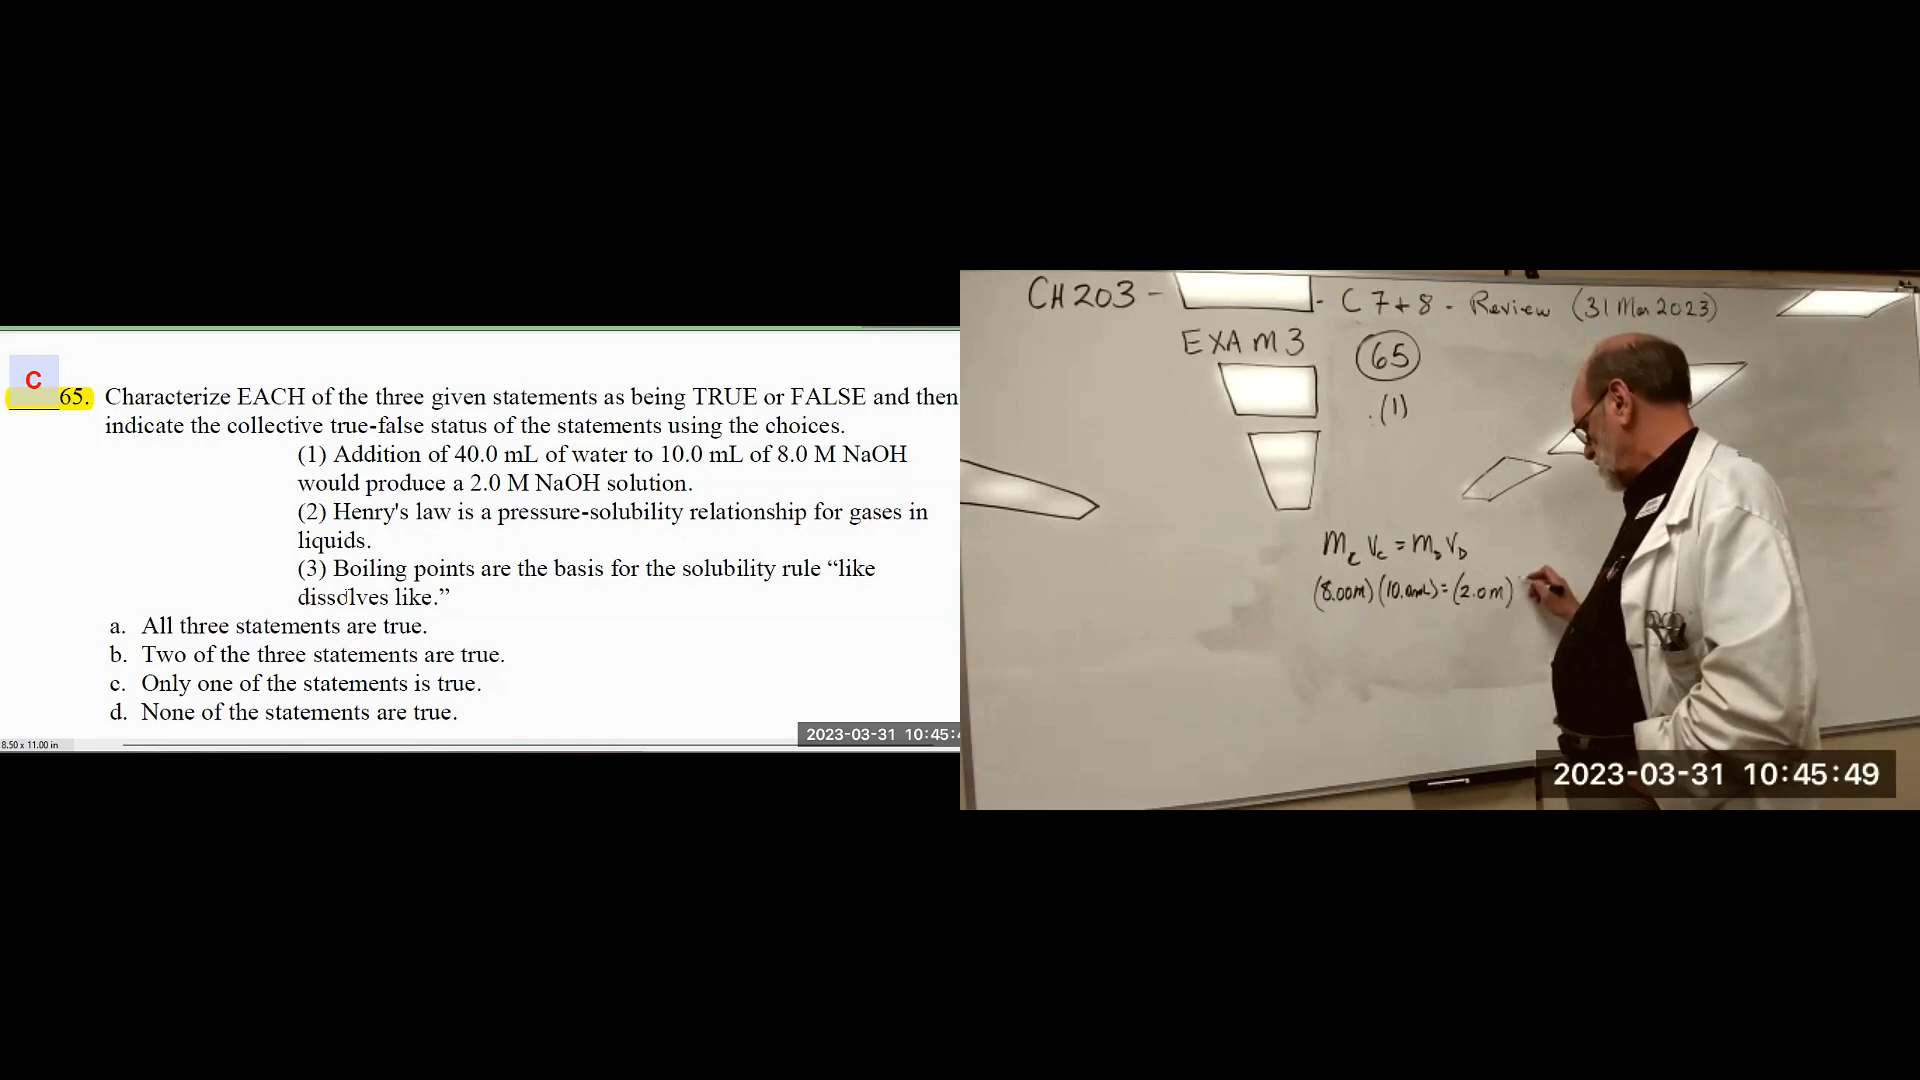 C
65. Characterize EACH of the three given statements as being TRUE or FALSE and then
indicate the collective true-false status of the statements using the choices.
(1) Addition of 40.0 mL of water to 10.0 mL of 8.0 M NaOH
would produce a 2.0 M NaOH solution.
(2) Henry's law is a pressure-solubility relationship for gases in
liquids.
(3) Boiling points are the basis for the solubility rule “like
dissolves like.”
a. All three statements are true.
b. Two of the three statements are true.
c. Only one of the statements is true.
d. None of the statements are true.
8.50 x 11.00 in
2023-03-31 10:45:4
CH 203 - - C 7+8 - Review (31 Mar 2023)
EXAM 3 65
(1)
Mc Vc = MD VD
(8.00M) (10.0mL) = (2.0M)
2023-03-31 10:45:49